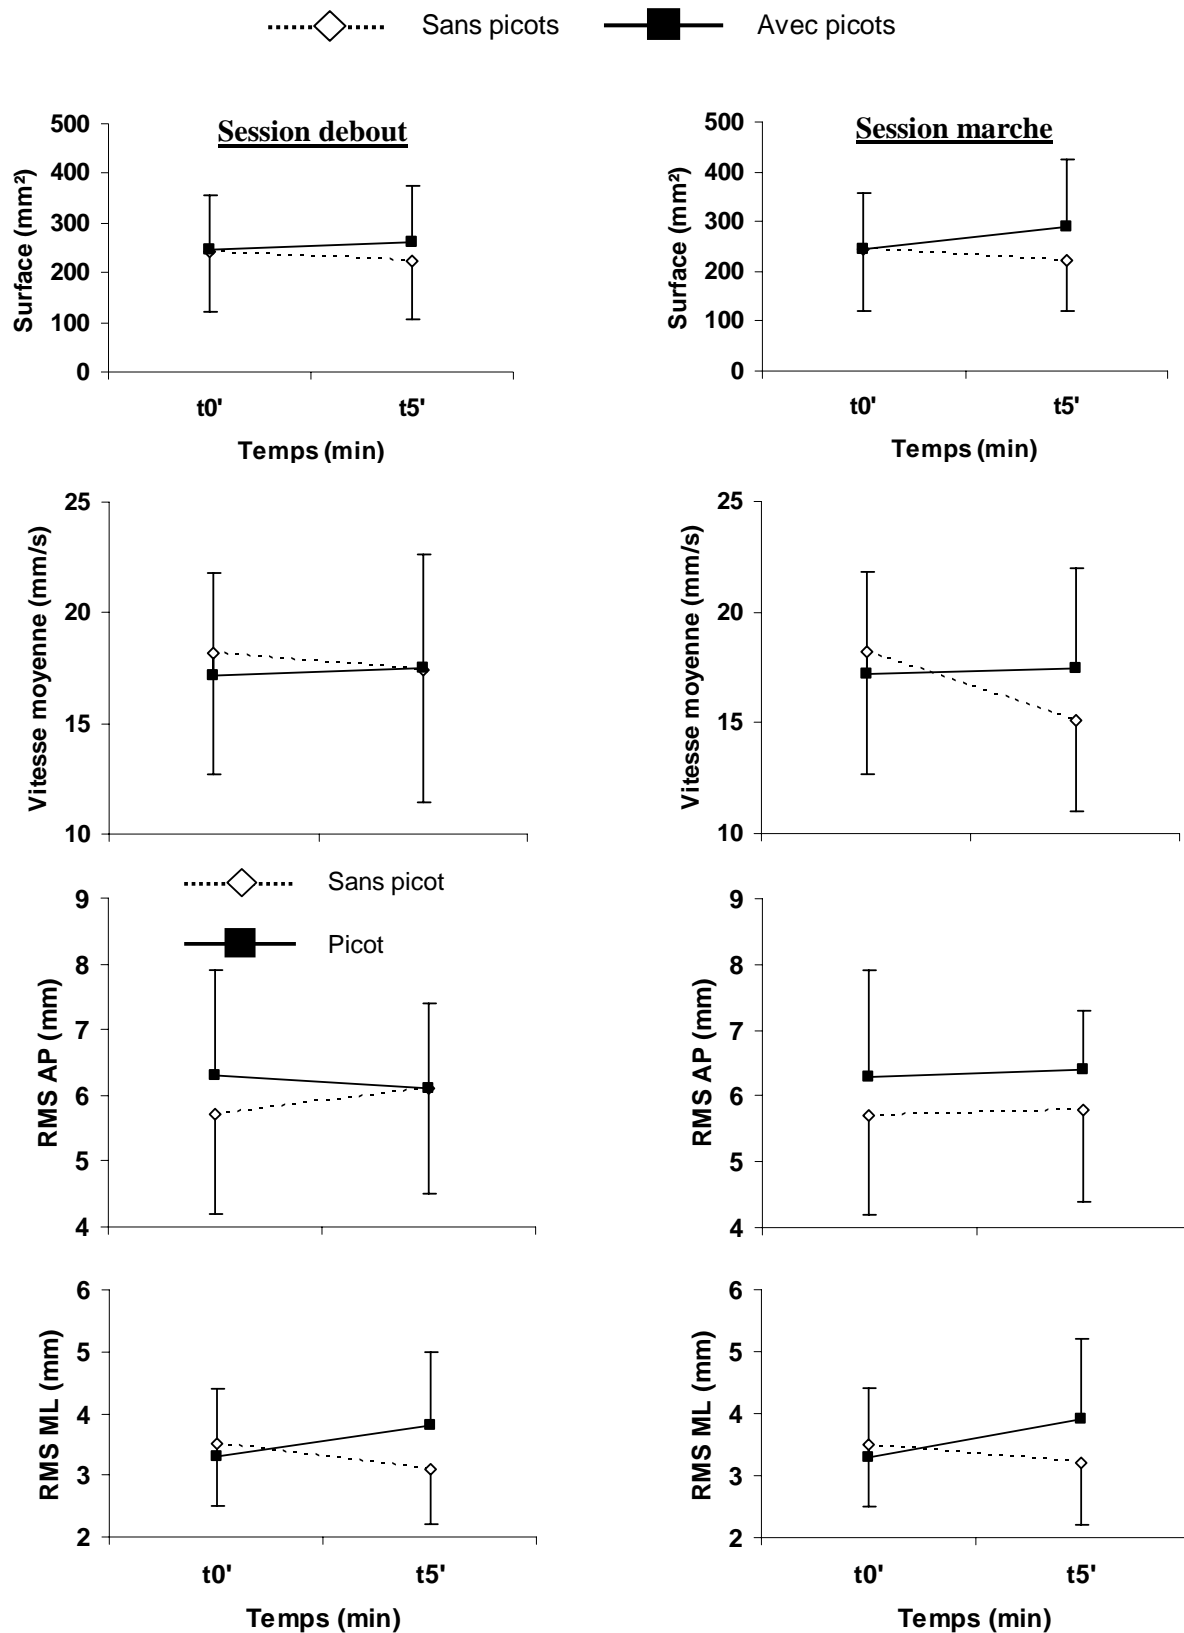 Sans picots Avec picots
Session debout
Surface (mm²)
500
400
300
200
100
0
t0' t5'
Temps (min)
Session marche
Surface (mm²)
500
400
300
200
100
0
t0' t5'
Temps (min)
Vitesse moyenne (mm/s)
25
20
15
10
Vitesse moyenne (mm/s)
25
20
15
10
Sans picot
Picot
RMS AP (mm)
9
8
7
6
5
4
RMS AP (mm)
9
8
7
6
5
4
RMS ML (mm)
6
5
4
3
2
t0' t5'
Temps (min)
RMS ML (mm)
6
5
4
3
2
t0' t5'
Temps (min)